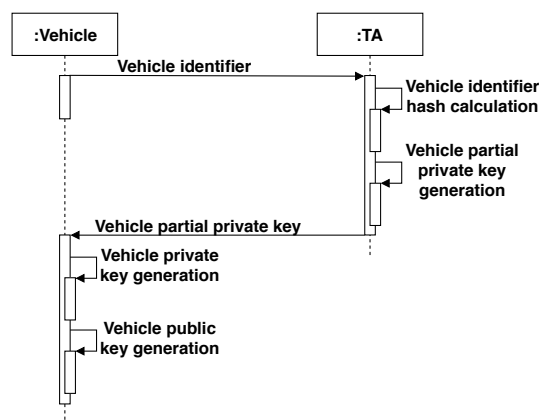 :Vehicle
:TA
Vehicle identifier
Vehicle identifier
hash calculation
Vehicle partial
private key
generation
Vehicle partial private key
Vehicle private
key generation
Vehicle public
key generation